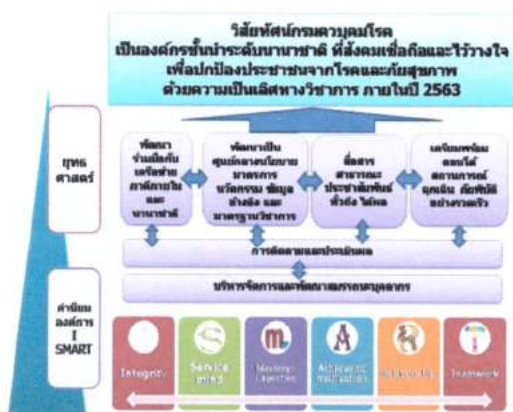 วิสัยทัศน์กรมควบคุมโรค
เป็นองค์กรชั้นนำระดับนานาชาติ ที่สังคมเชื่อถือและไว้วางใจ
เพื่อปกป้องประชาชนจากโรคและภัยสุขภาพ
ด้วยความเป็นเลิศทางวิชาการ ภายในปี 2563
ยุทธ
ศาสตร์
พัฒนา
ร่วมมือกับ
เครือข่าย
ภาคีภายใน
และ
นานาชาติ
พัฒนาเป็น
ศูนย์กลางนโยบาย
มาตรการ
นวัตกรรม ข้อมูล
อ้างอิง และ
มาตรฐานวิชาการ
สื่อสาร
สาธารณะ
ประชาสัมพันธ์
ทั่วถึง ได้ผล
เตรียมพร้อม
ตอบโต้
สถานการณ์
ฉุกเฉิน ภัยพิบัติ
อย่างรวดเร็ว
การติดตามและประเมินผล
บริหารจัดการและพัฒนาสมรรถนะบุคลากร
ค่านิยม
องค์การ
I
SMART
I
S
m
A
R
T
Integrity
Service
mind
Mastery
Expertise
Achievement
motivation
Relationship
Teamwork